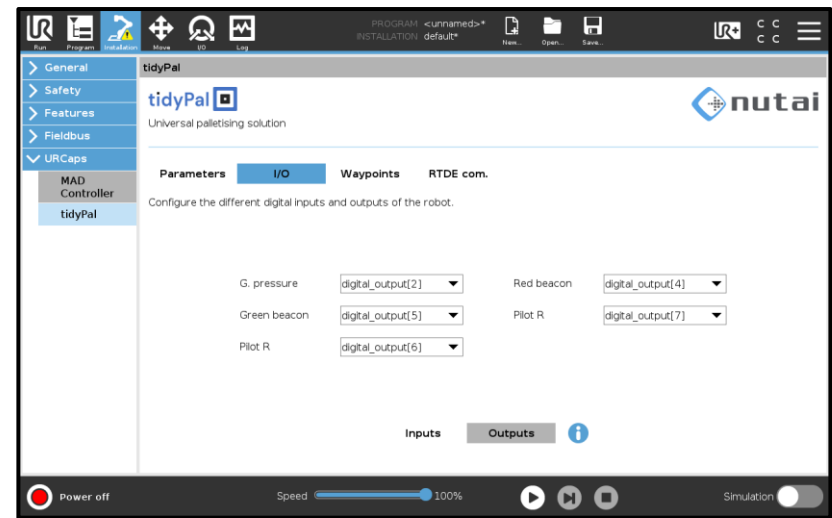 UR
PROGRAM <unnamed>*
INSTALLATION default*
UR+
C C
C C
Run Program Installation Move I/O Log New... Open... Save...
General
Safety
Features
Fieldbus
URCaps
MAD
Controller
tidyPal
tidyPal
tidyPal
nutai
Universal palletising solution
Parameters I/O Waypoints RTDE com.
Configure the different digital inputs and outputs of the robot.
G. pressure digital_output[2] Red beacon digital_output[4]
Green beacon digital_output[5] Pilot R digital_output[7]
Pilot R digital_output[6]
Inputs Outputs i
Power off Speed 100% Simulation